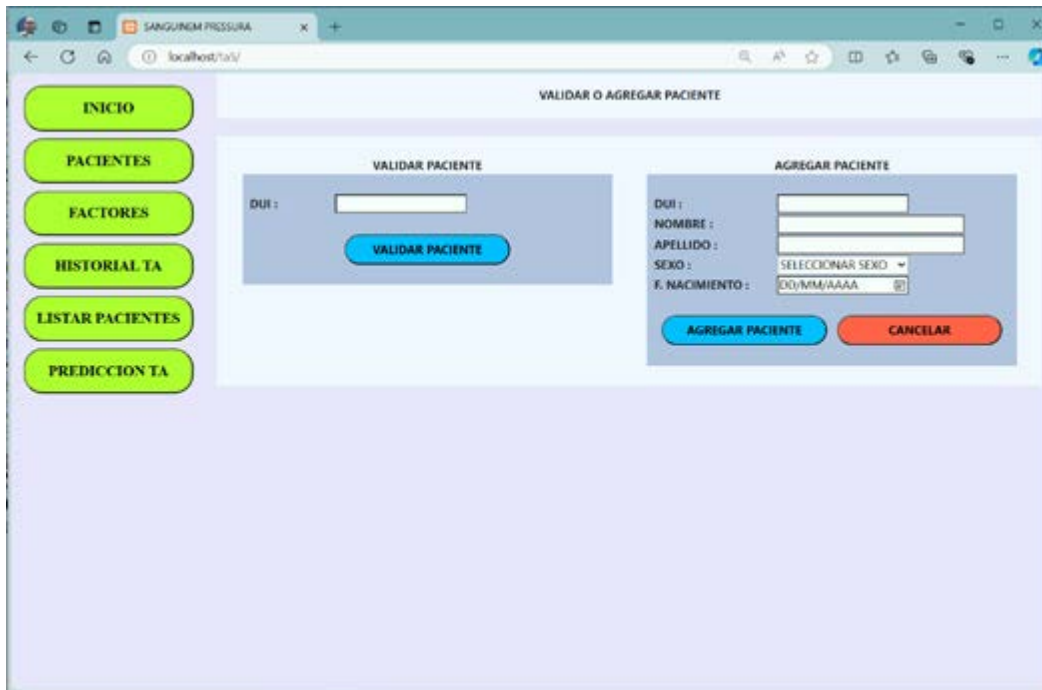 SANGUINEM PRESSURA
localhost/ta5/
INICIO
PACIENTES
FACTORES
HISTORIAL TA
LISTAR PACIENTES
PREDICCION TA
VALIDAR O AGREGAR PACIENTE
VALIDAR PACIENTE
DUI :
VALIDAR PACIENTE
AGREGAR PACIENTE
DUI :
NOMBRE :
APELLIDO :
SEXO : SELECCIONAR SEXO
F. NACIMIENTO : DD/MM/AAAA
AGREGAR PACIENTE CANCELAR